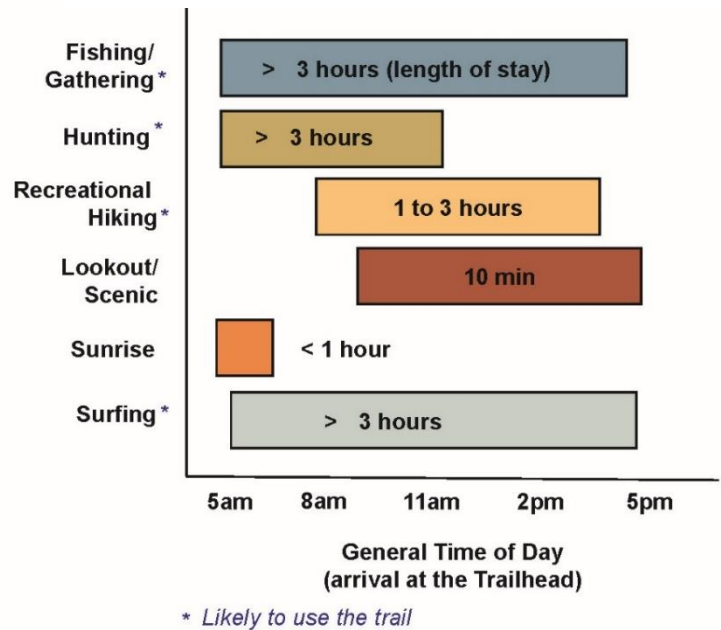 Fishing/
Gathering *
> 3 hours (length of stay)
Hunting *
> 3 hours
Recreational
Hiking *
1 to 3 hours
Lookout/
Scenic
10 min
Sunrise
< 1 hour
Surfing *
> 3 hours
5am 8am 11am 2pm 5pm
General Time of Day
(arrival at the Trailhead)
* Likely to use the trail